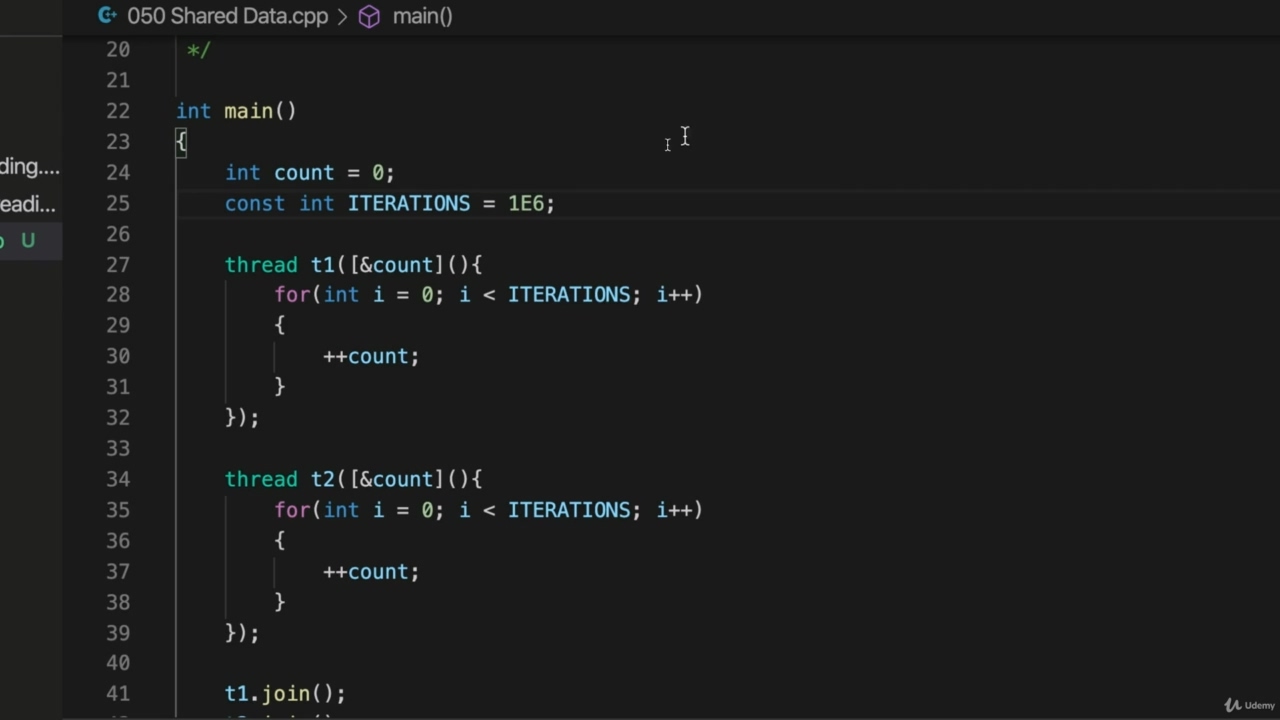 050 Shared Data.cpp > main()
20 */
21
22 int main()
23 {
ding....
24 int count = 0;
eadi...
25 const int ITERATIONS = 1E6;
U
26
27 thread t1([&count](){
28 for(int i = 0; i < ITERATIONS; i++)
29 {
30 ++count;
31 }
32 });
33
34 thread t2([&count](){
35 for(int i = 0; i < ITERATIONS; i++)
36 {
37 ++count;
38 }
39 });
40
41 t1.join();
Udemy